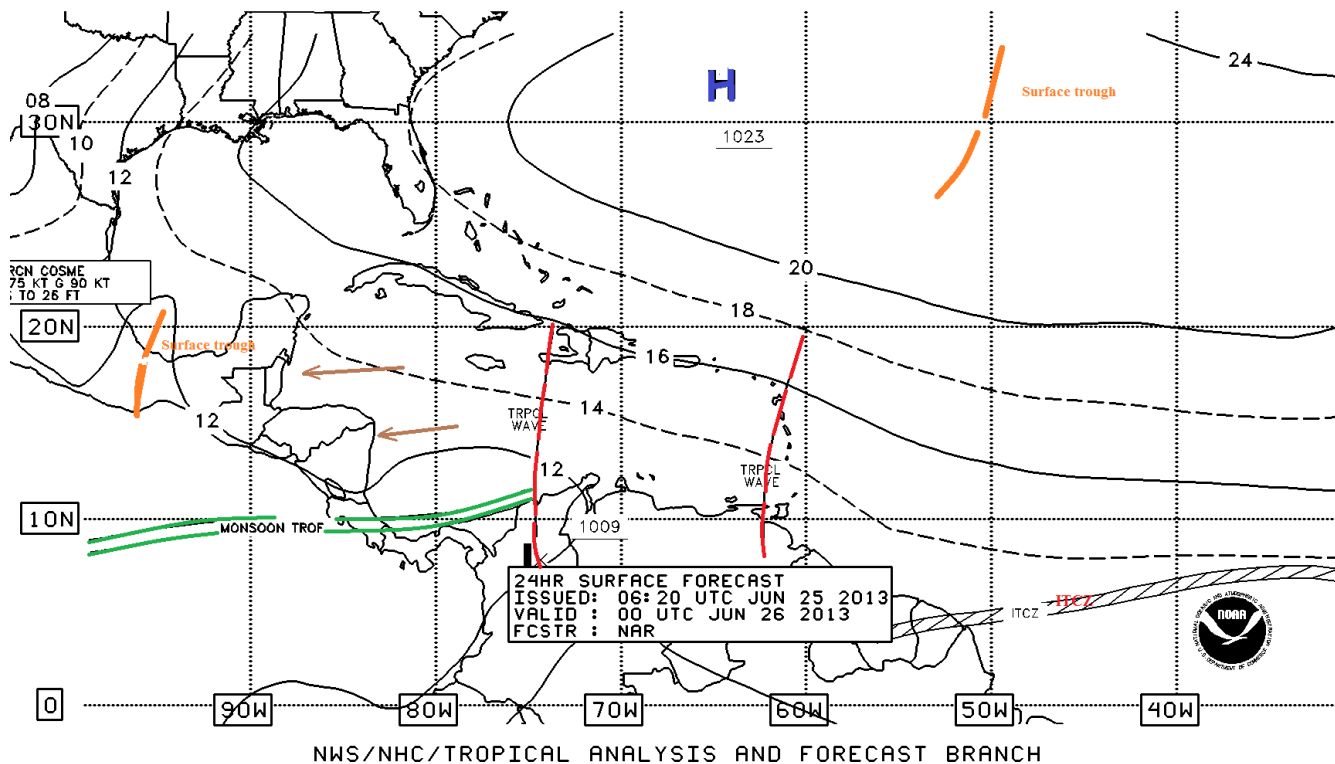 24
H
Surface trough
08
30N
1023
10
12
20
RCN COSME
75 KT G 90 KT
TO 26 FT
18
20N
Surface trough
16
14
12
TRPCL
WAVE
12
TRPCL
WAVE
10N
MONSOON TROF
1009
24HR SURFACE FORECAST
ISSUED: 06:20 UTC JUN 25 2013
VALID : 00 UTC JUN 26 2013
FCSTR : NAR
ITCZ
ITCZ
NOAA
0
90W
80W
70W
60W
50W
40W
NWS/NHC/TROPICAL ANALYSIS AND FORECAST BRANCH